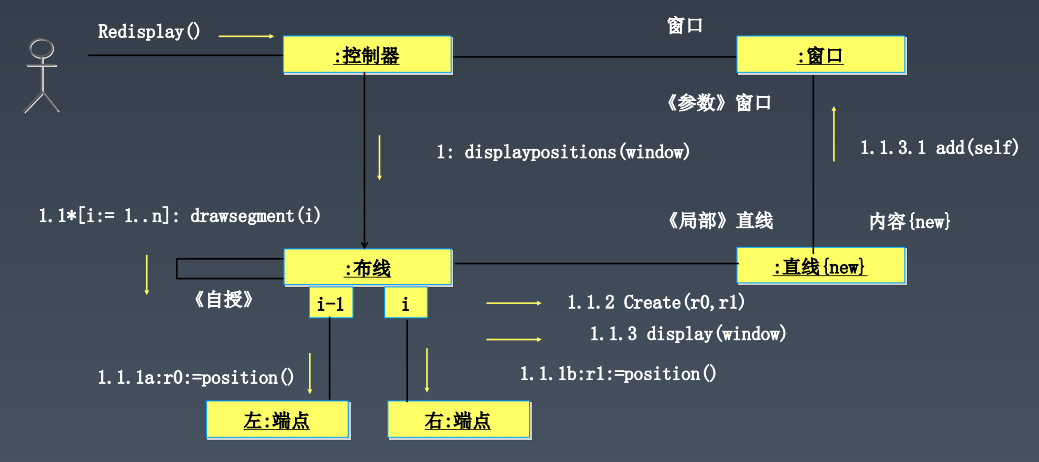 Redisplay()
窗口
:控制器
:窗口
《参数》窗口
1: displaypositions(window)
1.1.3.1 add(self)
1.1*[i:= 1..n]: drawsegment(i)
《局部》直线
内容{new}
:布线
:直线{new}
《自授》
i-1
i
1.1.2 Create(r0,r1)
1.1.3 display(window)
1.1.1a:r0:=position()
1.1.1b:r1:=position()
左:端点
右:端点